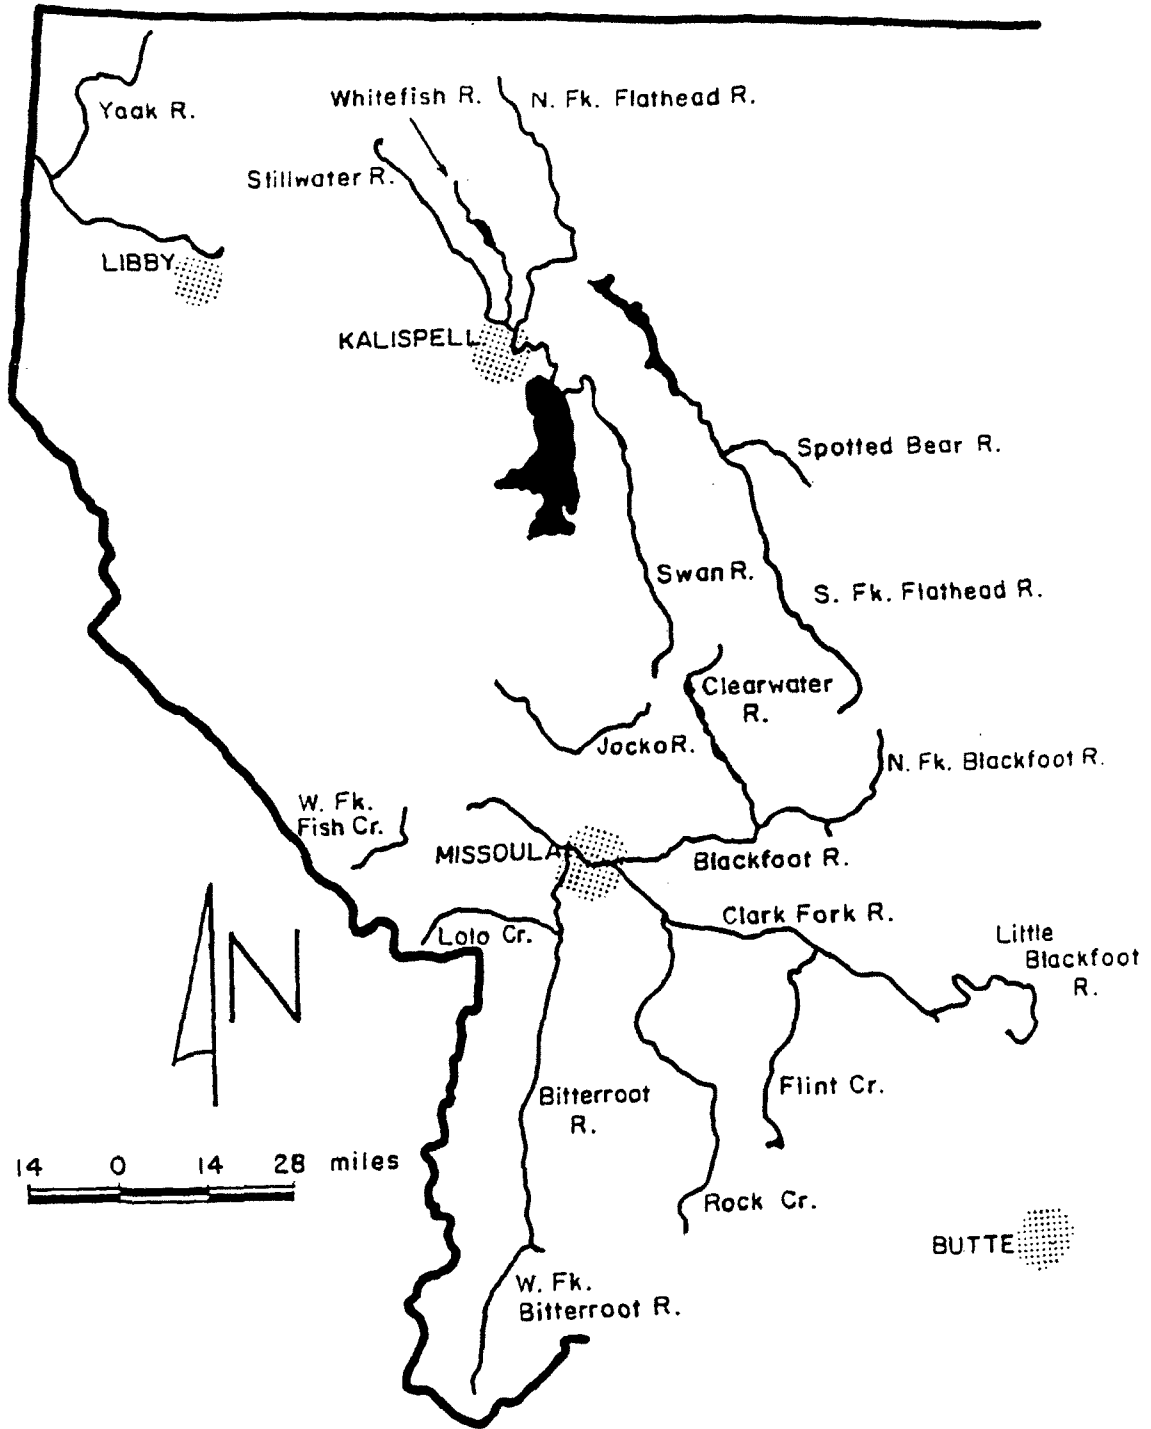 Yaak R.
Whitefish R.
N. Fk. Flathead R.
Stillwater R.
LIBBY
KALISPELL
Spotted Bear R.
Swan R.
S. Fk. Flathead R.
Clearwater
R.
Jocko R.
N. Fk. Blackfoot R.
W. Fk.
Fish Cr.
MISSOULA
Blackfoot R.
Clark Fork R.
Lolo Cr.
Little
Blackfoot
R.
N
Flint Cr.
Bitterroot
R.
14 0 14 28 miles
Rock Cr.
BUTTE
W. Fk.
Bitterroot R.